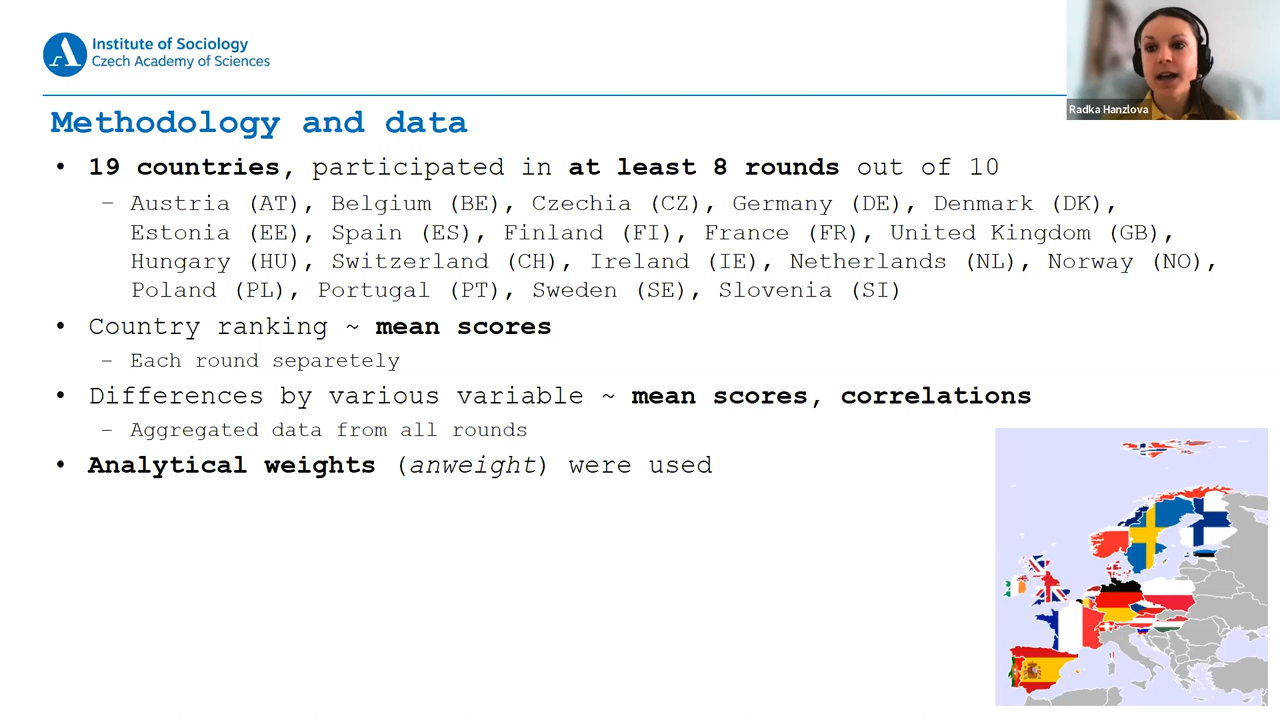 Institute of Sociology
Czech Academy of Sciences
Radka Hanzlova
Methodology and data
• 19 countries, participated in at least 8 rounds out of 10
– Austria (AT), Belgium (BE), Czechia (CZ), Germany (DE), Denmark (DK),
Estonia (EE), Spain (ES), Finland (FI), France (FR), United Kingdom (GB),
Hungary (HU), Switzerland (CH), Ireland (IE), Netherlands (NL), Norway (NO),
Poland (PL), Portugal (PT), Sweden (SE), Slovenia (SI)
• Country ranking ~ mean scores
– Each round separetely
• Differences by various variable ~ mean scores, correlations
– Aggregated data from all rounds
• Analytical weights (anweight) were used